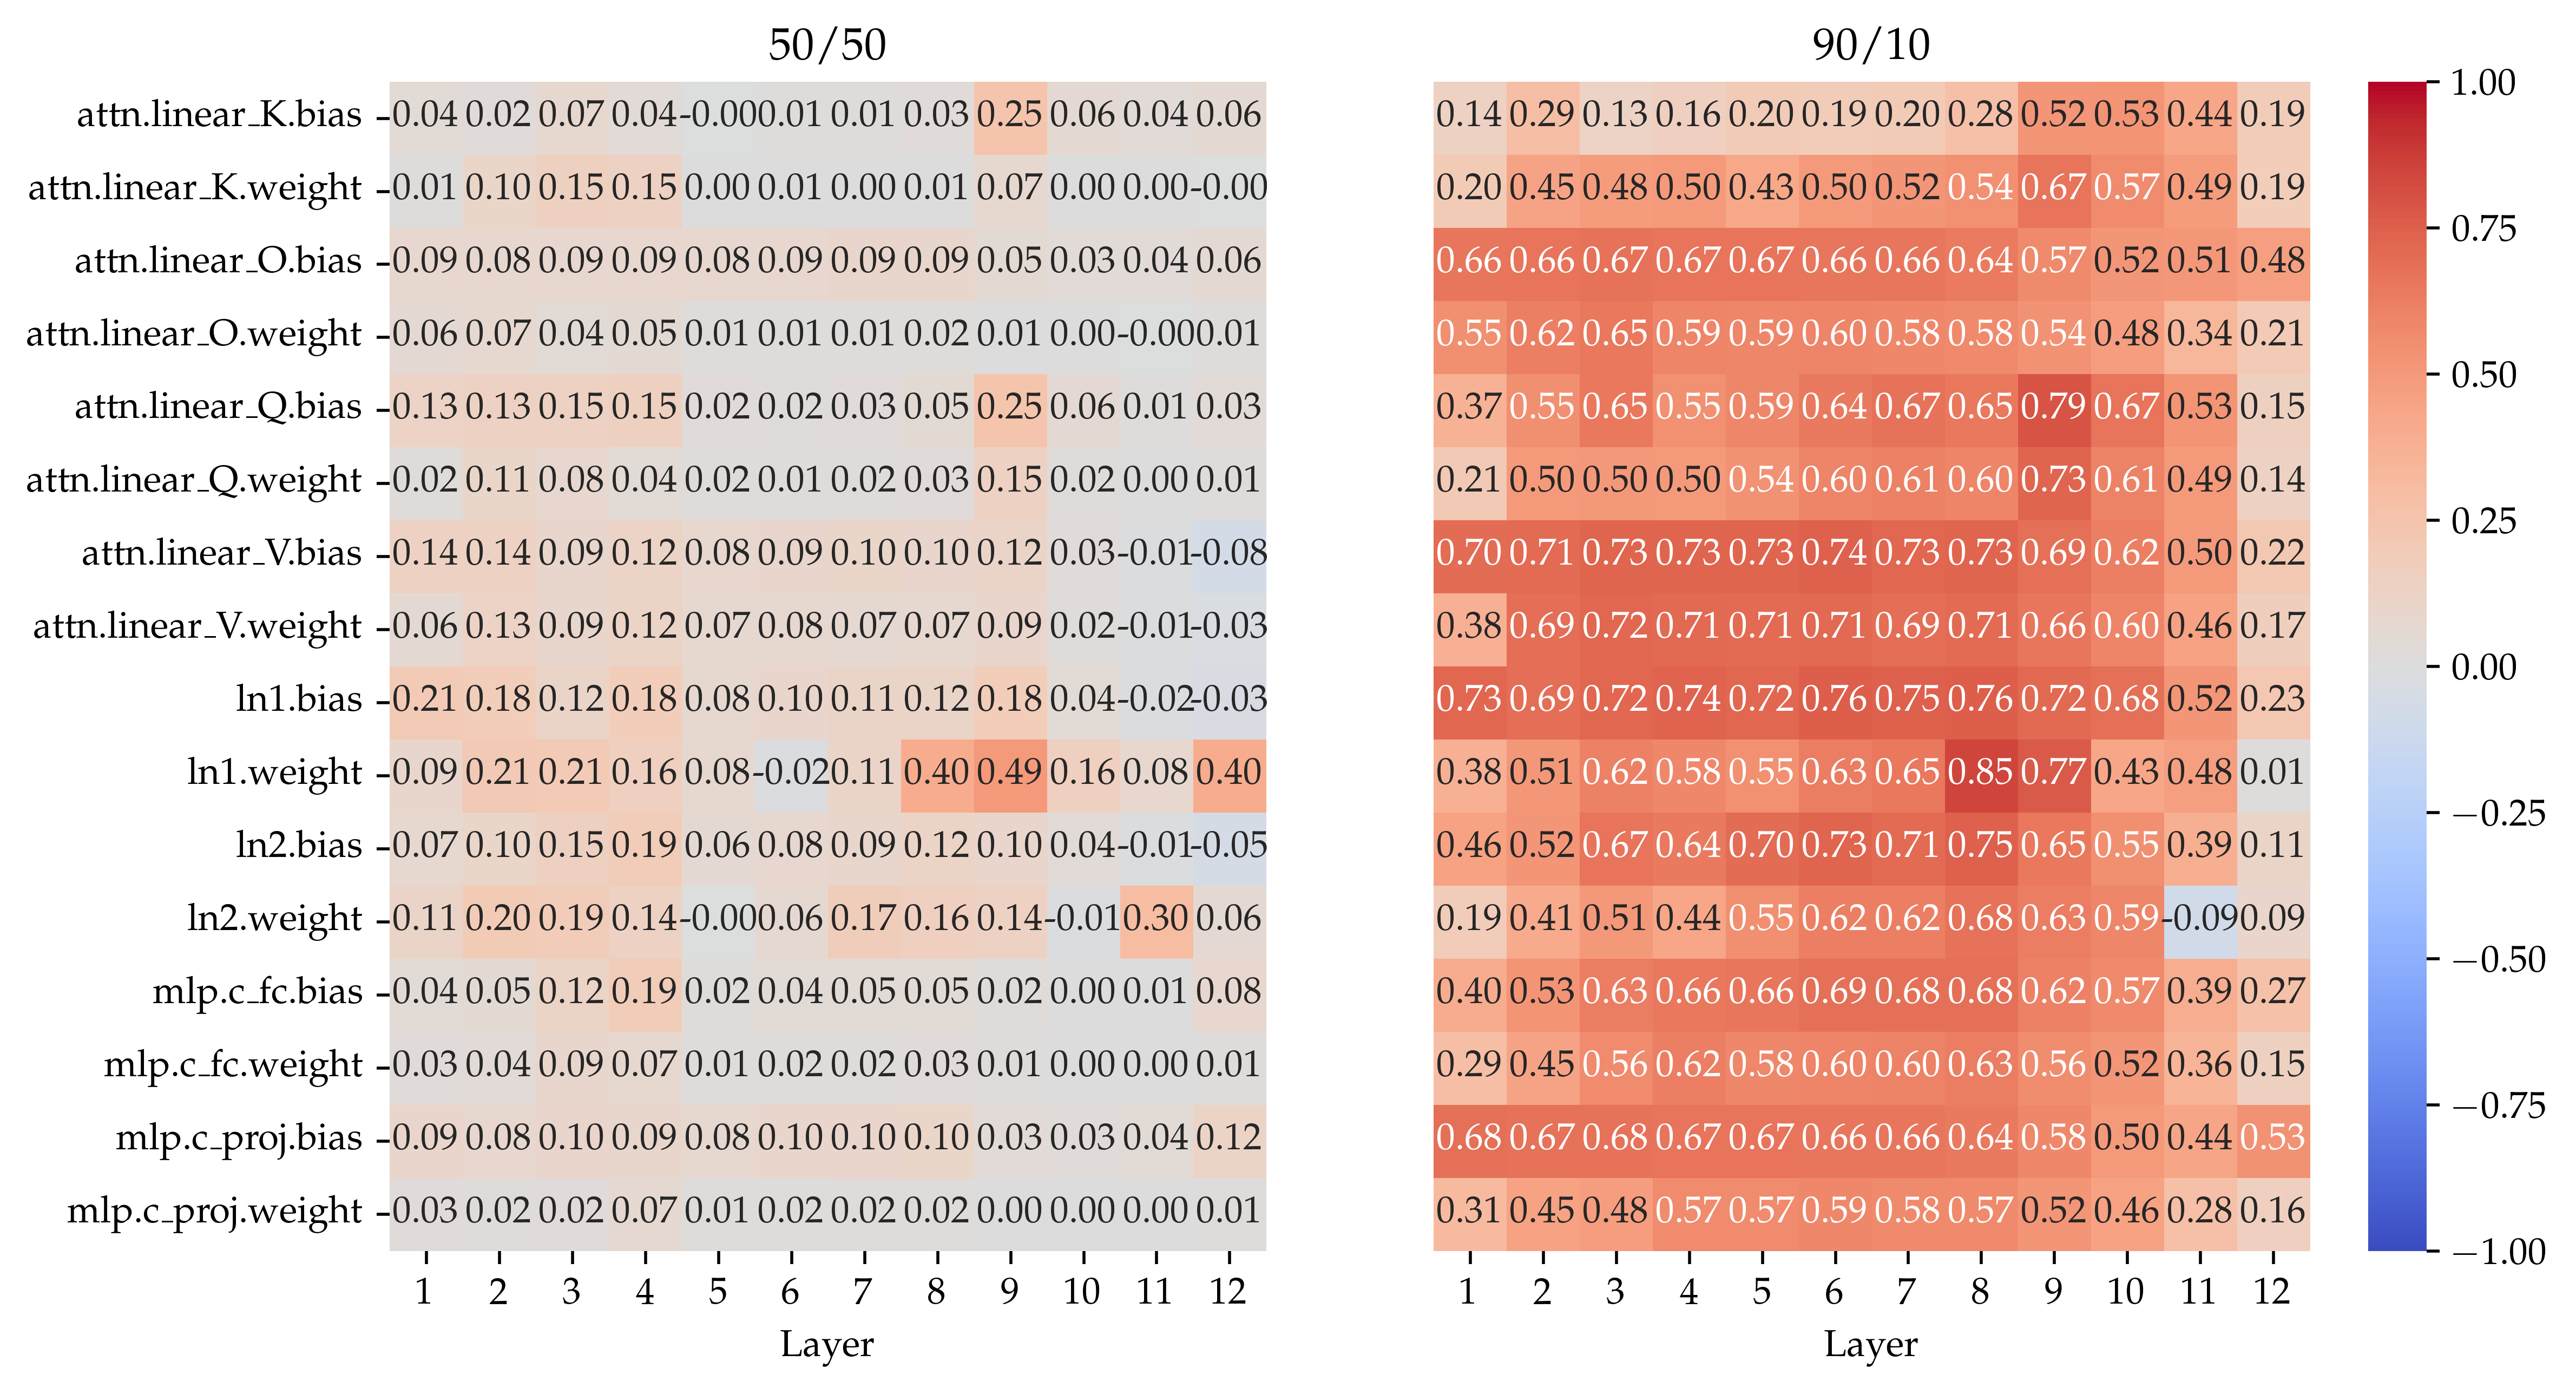 50/50 90/10
attn.linear_K.bias 0.04 0.02 0.07 0.04 -0.00 0.01 0.01 0.03 0.25 0.06 0.04 0.06 0.14 0.29 0.13 0.16 0.20 0.19 0.20 0.28 0.52 0.53 0.44 0.19 1.00
attn.linear_K.weight 0.01 0.10 0.15 0.15 0.00 0.01 0.00 0.01 0.07 0.00 0.00 -0.00 0.20 0.45 0.48 0.50 0.43 0.50 0.52 0.54 0.67 0.57 0.49 0.19
attn.linear_O.bias 0.09 0.08 0.09 0.09 0.08 0.09 0.09 0.09 0.05 0.03 0.04 0.06 0.66 0.66 0.67 0.67 0.67 0.66 0.66 0.64 0.57 0.52 0.51 0.48 0.75
attn.linear_O.weight 0.06 0.07 0.04 0.05 0.01 0.01 0.01 0.02 0.01 0.00 -0.00 0.01 0.55 0.62 0.65 0.59 0.59 0.60 0.58 0.58 0.54 0.48 0.34 0.21 0.50
attn.linear_Q.bias 0.13 0.13 0.15 0.15 0.02 0.02 0.03 0.05 0.25 0.06 0.01 0.03 0.37 0.55 0.65 0.55 0.59 0.64 0.67 0.65 0.79 0.67 0.53 0.15
attn.linear_Q.weight 0.02 0.11 0.08 0.04 0.02 0.01 0.02 0.03 0.15 0.02 0.00 0.01 0.21 0.50 0.50 0.50 0.54 0.60 0.61 0.60 0.73 0.61 0.49 0.14 0.25
attn.linear_V.bias 0.14 0.14 0.09 0.12 0.08 0.09 0.10 0.10 0.12 0.03 -0.01 -0.08 0.70 0.71 0.73 0.73 0.73 0.74 0.73 0.73 0.69 0.62 0.50 0.22
attn.linear_V.weight 0.06 0.13 0.09 0.12 0.07 0.08 0.07 0.07 0.09 0.02 -0.01 -0.03 0.38 0.69 0.72 0.71 0.71 0.71 0.69 0.71 0.66 0.60 0.46 0.17 0.00
ln1.bias 0.21 0.18 0.12 0.18 0.08 0.10 0.11 0.12 0.18 0.04 -0.02 -0.03 0.73 0.69 0.72 0.74 0.72 0.76 0.75 0.76 0.72 0.68 0.52 0.23
ln1.weight 0.09 0.21 0.21 0.16 0.08 -0.02 0.11 0.40 0.49 0.16 0.08 0.40 0.38 0.51 0.62 0.58 0.55 0.63 0.65 0.85 0.77 0.43 0.48 0.01 −0.25
ln2.bias 0.07 0.10 0.15 0.19 0.06 0.08 0.09 0.12 0.10 0.04 -0.01 -0.05 0.46 0.52 0.67 0.64 0.70 0.73 0.71 0.75 0.65 0.55 0.39 0.11
ln2.weight 0.11 0.20 0.19 0.14 -0.00 0.06 0.17 0.16 0.14 -0.01 0.30 0.06 0.19 0.41 0.51 0.44 0.55 0.62 0.62 0.68 0.63 0.59 -0.09 0.09 −0.50
mlp.c_fc.bias 0.04 0.05 0.12 0.19 0.02 0.04 0.05 0.05 0.02 0.00 0.01 0.08 0.40 0.53 0.63 0.66 0.66 0.69 0.68 0.68 0.62 0.57 0.39 0.27
mlp.c_fc.weight 0.03 0.04 0.09 0.07 0.01 0.02 0.02 0.03 0.01 0.00 0.00 0.01 0.29 0.45 0.56 0.62 0.58 0.60 0.60 0.63 0.56 0.52 0.36 0.15 −0.75
mlp.c_proj.bias 0.09 0.08 0.10 0.09 0.08 0.10 0.10 0.10 0.03 0.03 0.04 0.12 0.68 0.67 0.68 0.67 0.67 0.66 0.66 0.64 0.58 0.50 0.44 0.53
mlp.c_proj.weight 0.03 0.02 0.02 0.07 0.01 0.02 0.02 0.02 0.00 0.00 0.00 0.01 0.31 0.45 0.48 0.57 0.57 0.59 0.58 0.57 0.52 0.46 0.28 0.16 −1.00
1 2 3 4 5 6 7 8 9 10 11 12 1 2 3 4 5 6 7 8 9 10 11 12
Layer Layer